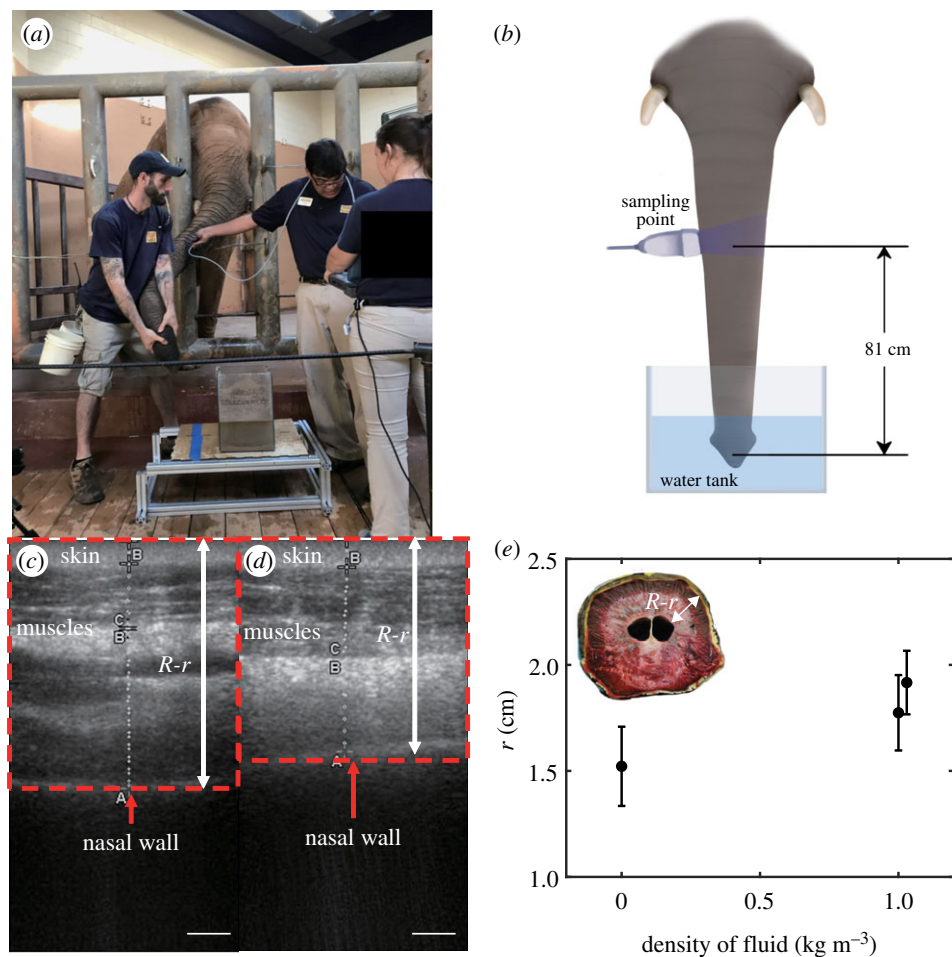 (a)
(b)
sampling
point
81 cm
water tank
(c)
skin
B
C
B
muscles
R-r
A
nasal wall
(d)
skin
B
muscles
C
B
R-r
A
nasal wall
(e)
2.5
2.0
1.5
1.0
r (cm)
R-r
0
0.5
1.0
density of fluid (kg m⁻³)